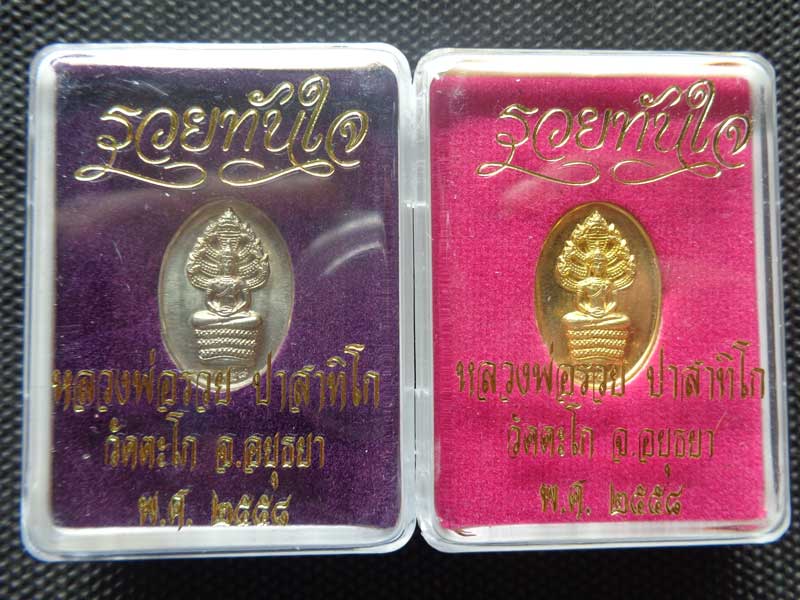 รวยทันใจ
หลวงพ่อรวย ปาสาทิโก
วัดตะโก จ.อยุธยา
พ.ศ. ๒๕๕๘
รวยทันใจ
หลวงพ่อรวย ปาสาทิโก
วัดตะโก จ.อยุธยา
พ.ศ. ๒๕๕๘